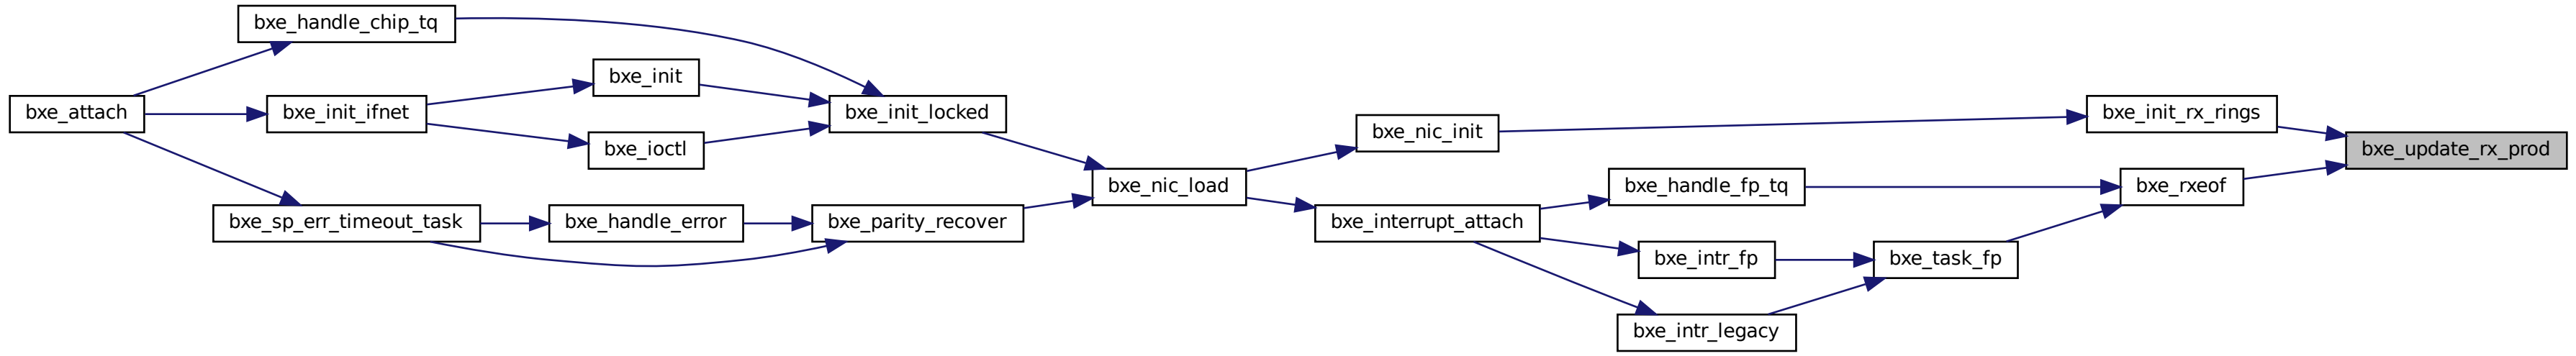 bxe_handle_chip_tq
bxe_init
bxe_attach
bxe_init_ifnet
bxe_init_locked
bxe_ioctl
bxe_nic_init
bxe_init_rx_rings
bxe_update_rx_prod
bxe_nic_load
bxe_handle_fp_tq
bxe_rxeof
bxe_sp_err_timeout_task
bxe_handle_error
bxe_parity_recover
bxe_interrupt_attach
bxe_intr_fp
bxe_task_fp
bxe_intr_legacy